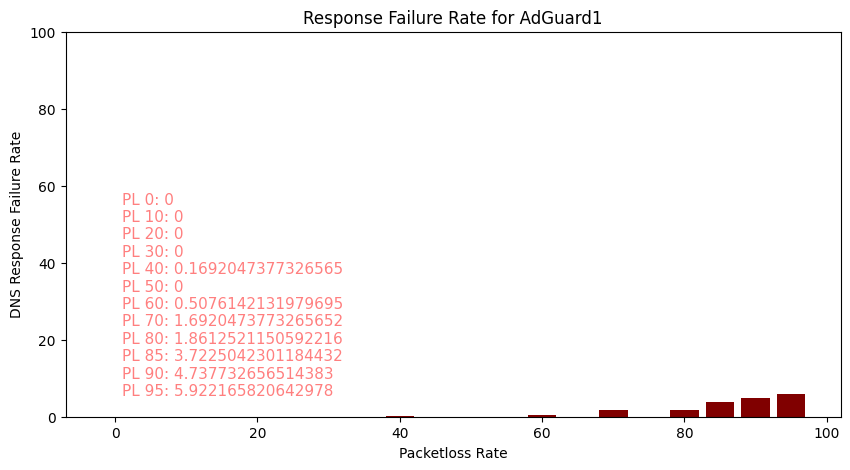 Response Failure Rate for AdGuard1
100
80
60
40
20
0
DNS Response Failure Rate
PL 0: 0
PL 10: 0
PL 20: 0
PL 30: 0
PL 40: 0.1692047377326565
PL 50: 0
PL 60: 0.5076142131979695
PL 70: 1.6920473773265652
PL 80: 1.8612521150592216
PL 85: 3.7225042301184432
PL 90: 4.737732656514383
PL 95: 5.922165820642978
0 20 40 60 80 100
Packetloss Rate